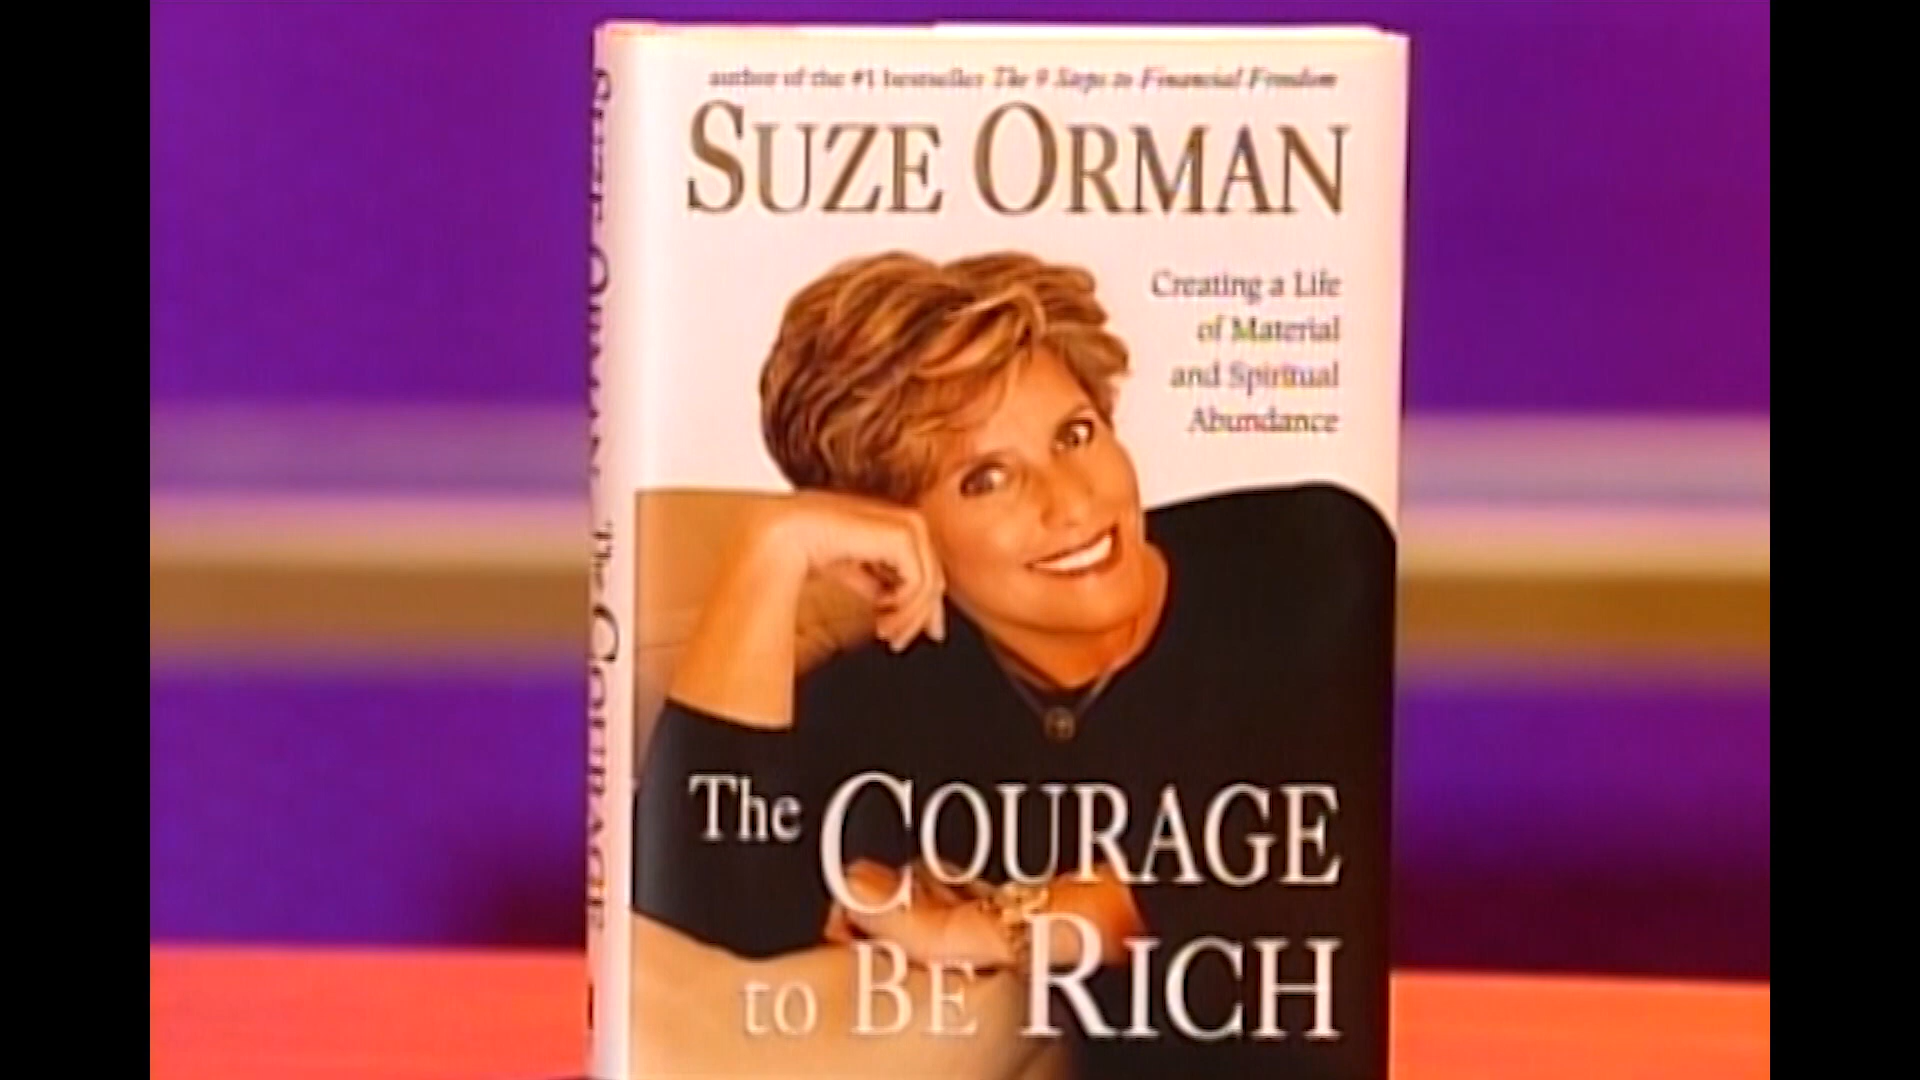 author of the #1 bestseller The 9 Steps to Financial Freedom
SUZE ORMAN
Creating a Life
of Material
and Spiritual
Abundance
The COURAGE
to BE RICH
SUZE ORMAN The COURAGE